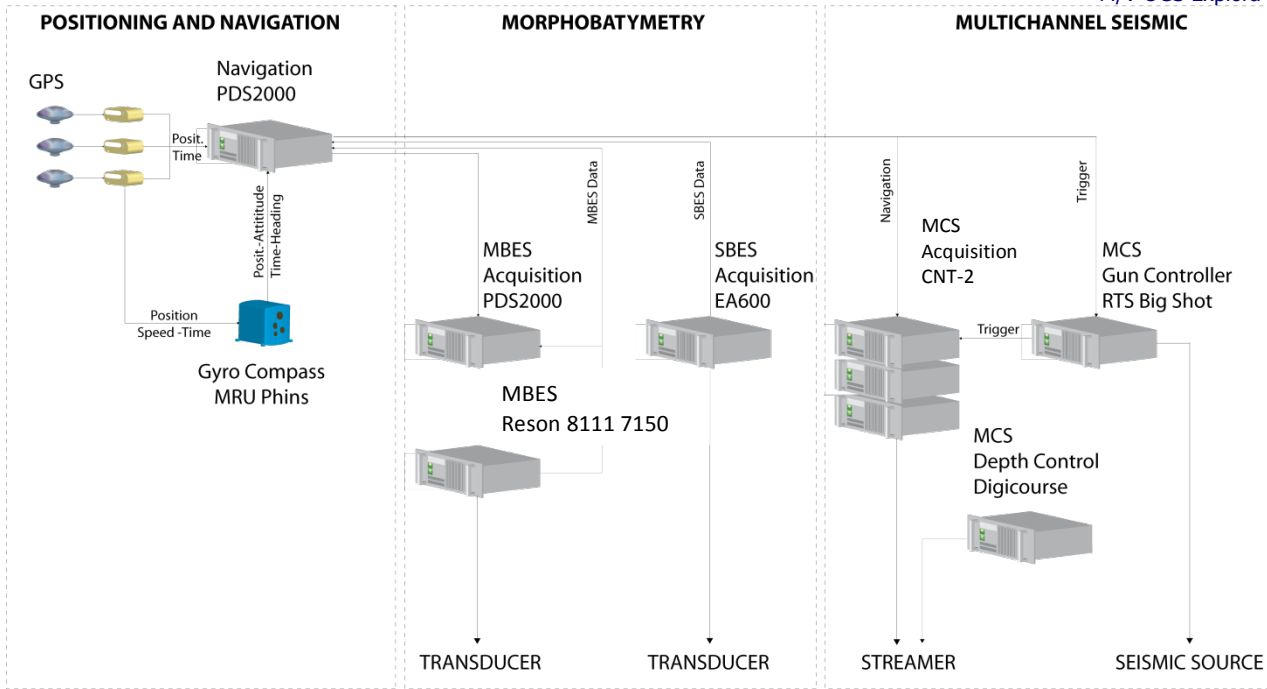 M/V OGS Explora
POSITIONING AND NAVIGATION
MORPHOBATYMETRY
MULTICHANNEL SEISMIC
GPS
Navigation
PDS2000
Posit.
Time
Posit.-Attititude
Time-Heading
Position
Speed -Time
Gyro Compass
MRU Phins
MBES Data
SBES Data
MBES
Acquisition
PDS2000
SBES
Acquisition
EA600
MBES
Reson 8111 7150
TRANSDUCER
TRANSDUCER
Navigation
Trigger
MCS
Acquisition
CNT-2
MCS
Gun Controller
RTS Big Shot
Trigger
MCS
Depth Control
Digicourse
STREAMER
SEISMIC SOURCE